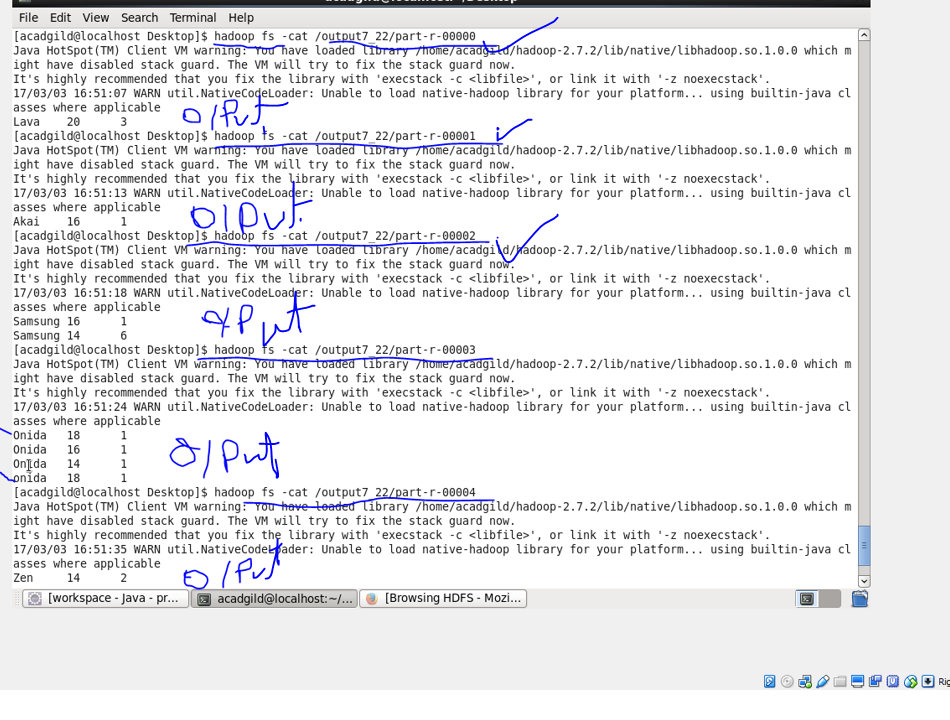 File Edit View Search Terminal Help
[acadgild@localhost Desktop]$ hadoop fs -cat /output7_22/part-r-00000
Java HotSpot(TM) Client VM warning: You have loaded library /home/acadgild/hadoop-2.7.2/lib/native/libhadoop.so.1.0.0 which m
ight have disabled stack guard. The VM will try to fix the stack guard now.
It's highly recommended that you fix the library with 'execstack -c <libfile>', or link it with '-z noexecstack'.
17/03/03 16:51:07 WARN util.NativeCodeLoader: Unable to load native-hadoop library for your platform... using builtin-java cl
asses where applicable
Lava 20 3
O/Put
[acadgild@localhost Desktop]$ hadoop fs -cat /output7_22/part-r-00001
Java HotSpot(TM) Client VM warning: You have loaded library /home/acadgild/hadoop-2.7.2/lib/native/libhadoop.so.1.0.0 which m
ight have disabled stack guard. The VM will try to fix the stack guard now.
It's highly recommended that you fix the library with 'execstack -c <libfile>', or link it with '-z noexecstack'.
17/03/03 16:51:13 WARN util.NativeCodeLoader: Unable to load native-hadoop library for your platform... using builtin-java cl
asses where applicable
Akai 16 1
O/Put
[acadgild@localhost Desktop]$ hadoop fs -cat /output7_22/part-r-00002
Java HotSpot(TM) Client VM warning: You have loaded library /home/acadgild/hadoop-2.7.2/lib/native/libhadoop.so.1.0.0 which m
ight have disabled stack guard. The VM will try to fix the stack guard now.
It's highly recommended that you fix the library with 'execstack -c <libfile>', or link it with '-z noexecstack'.
17/03/03 16:51:18 WARN util.NativeCodeLoader: Unable to load native-hadoop library for your platform... using builtin-java cl
asses where applicable
Samsung 16 1
Samsung 14 6
O/Put
[acadgild@localhost Desktop]$ hadoop fs -cat /output7_22/part-r-00003
Java HotSpot(TM) Client VM warning: You have loaded library /home/acadgild/hadoop-2.7.2/lib/native/libhadoop.so.1.0.0 which m
ight have disabled stack guard. The VM will try to fix the stack guard now.
It's highly recommended that you fix the library with 'execstack -c <libfile>', or link it with '-z noexecstack'.
17/03/03 16:51:24 WARN util.NativeCodeLoader: Unable to load native-hadoop library for your platform... using builtin-java cl
asses where applicable
Onida 18 1
Onida 16 1
Onida 14 1
onida 18 1
O/Put
[acadgild@localhost Desktop]$ hadoop fs -cat /output7_22/part-r-00004
Java HotSpot(TM) Client VM warning: You have loaded library /home/acadgild/hadoop-2.7.2/lib/native/libhadoop.so.1.0.0 which m
ight have disabled stack guard. The VM will try to fix the stack guard now.
It's highly recommended that you fix the library with 'execstack -c <libfile>', or link it with '-z noexecstack'.
17/03/03 16:51:35 WARN util.NativeCodeLoader: Unable to load native-hadoop library for your platform... using builtin-java cl
asses where applicable
Zen 14 2
O/Put
[workspace - Java - pr... acadgild@localhost:~/... [Browsing HDFS - Mozi...